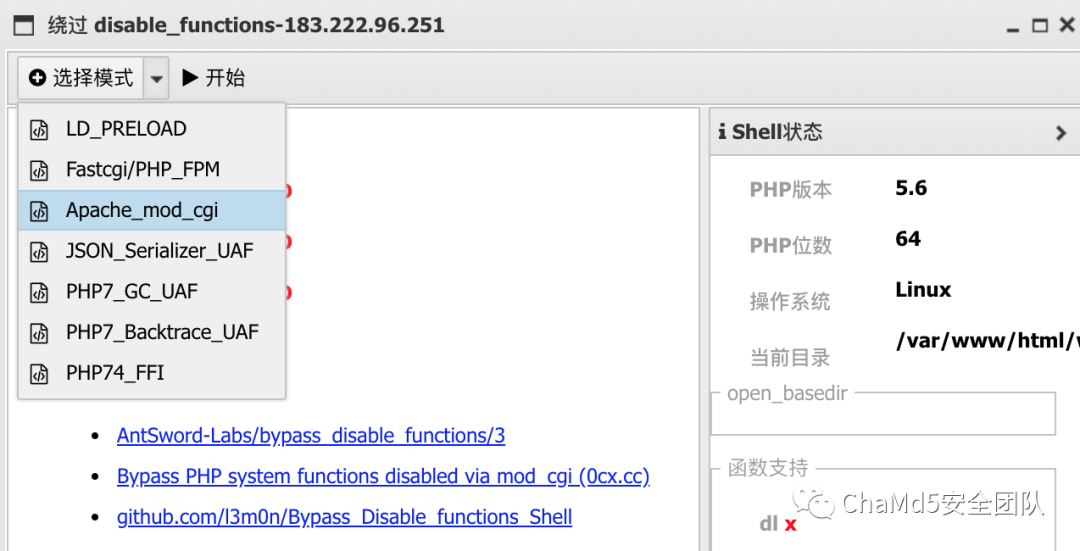 绕过 disable_functions-183.222.96.251
选择模式 开始
LD_PRELOAD
Fastcgi/PHP_FPM
Apache_mod_cgi
JSON_Serializer_UAF
PHP7_GC_UAF
PHP7_Backtrace_UAF
PHP74_FFI
AntSword-Labs/bypass_disable_functions/3
Bypass PHP system functions disabled via mod_cgi (0cx.cc)
github.com/l3m0n/Bypass_Disable_functions_Shell
Shell状态
PHP版本 5.6
PHP位数 64
操作系统 Linux
当前目录 /var/www/html/
open_basedir
函数支持
dl x
ChaMd5安全团队